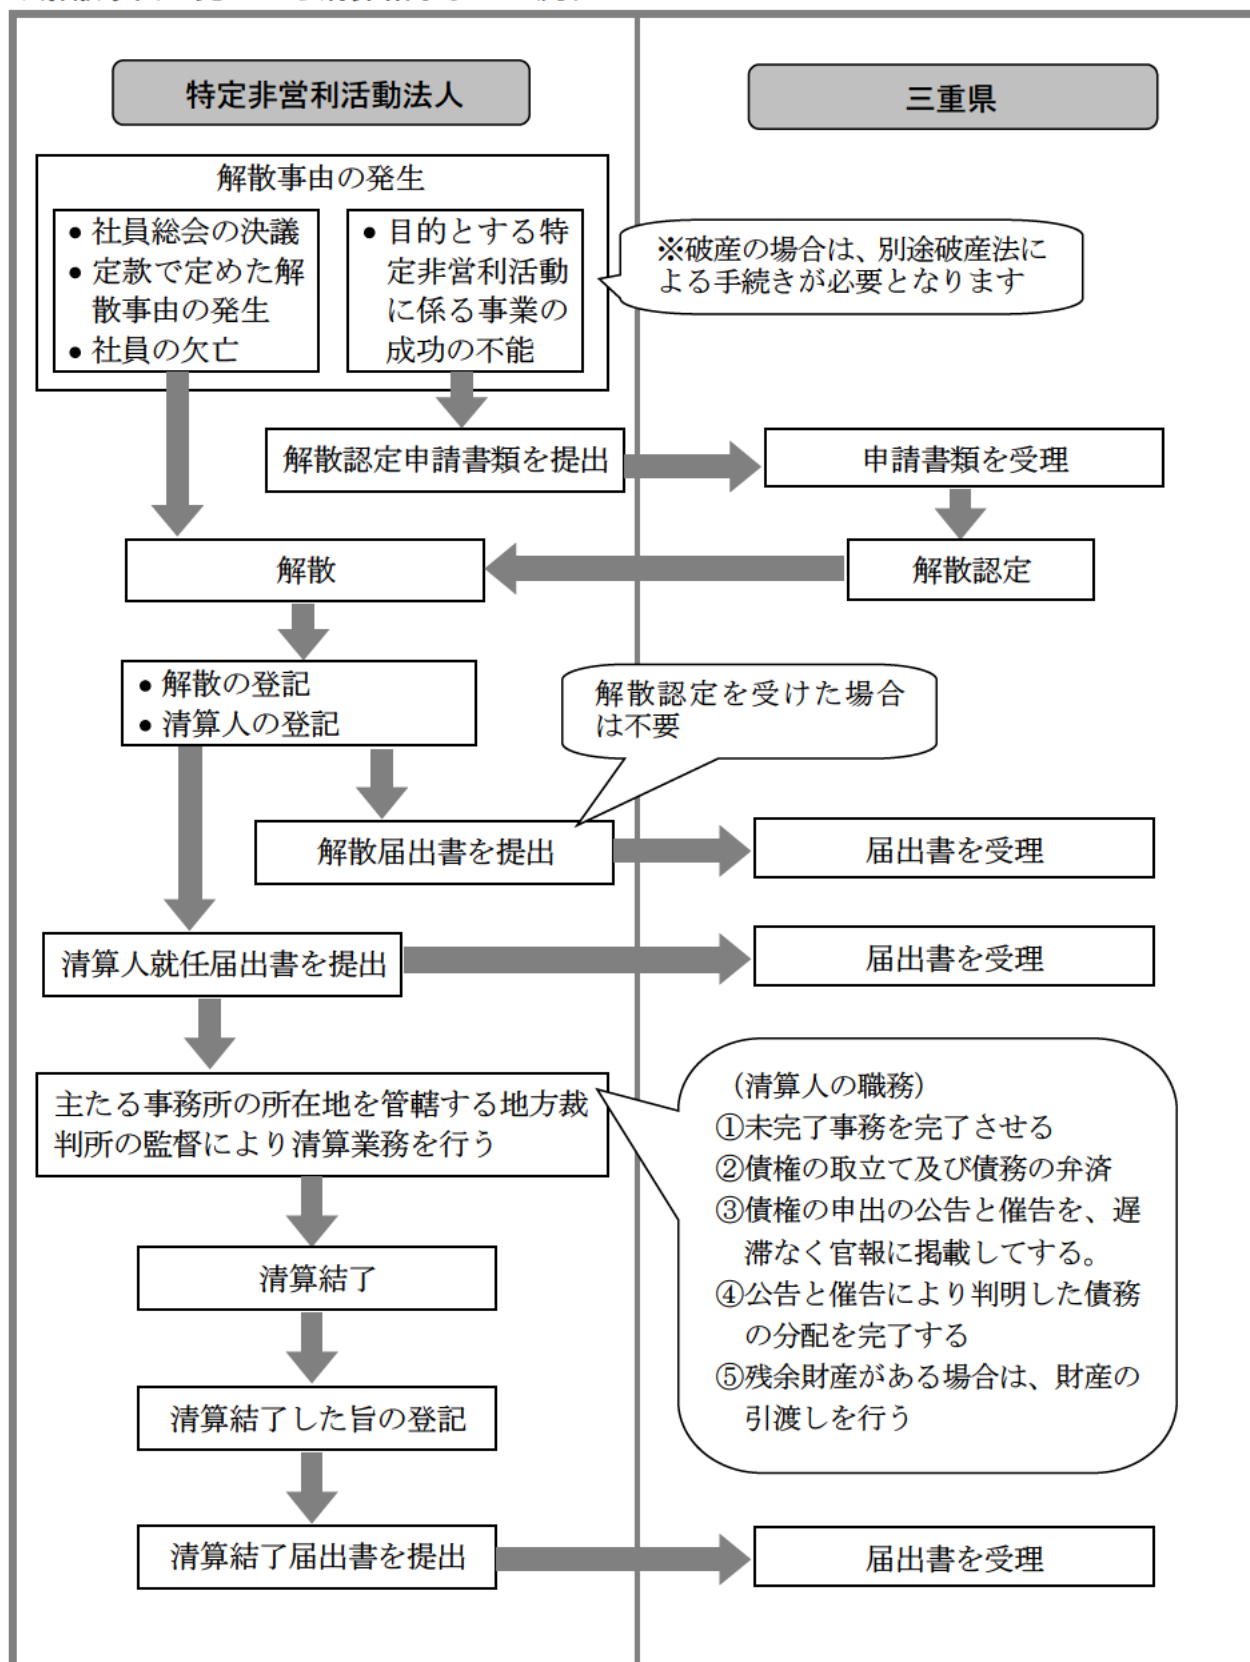 特定非営利活動法人
三重県
解散事由の発生
●社員総会の決議
●定款で定めた解
散事由の発生
●社員の欠亡
●目的とする特
定非営利活動
に係る事業の
成功の不能
※破産の場合は、別途破産法に
よる手続きが必要となります
解散認定申請書類を提出
申請書類を受理
解散
解散認定
●解散の登記
●清算人の登記
解散認定を受けた場合
は不要
解散届出書を提出
届出書を受理
清算人就任届出書を提出
届出書を受理
主たる事務所の所在地を管轄する地方裁
判所の監督により清算業務を行う
（清算人の職務）
①未完了事務を完了させる
②債権の取立て及び債務の弁済
③債権の申出の公告と催告を、遅
滞なく官報に掲載してする。
④公告と催告により判明した債務
の分配を完了する
⑤残余財産がある場合は、財産の
引渡しを行う
清算結了
清算結了した旨の登記
清算結了届出書を提出
届出書を受理